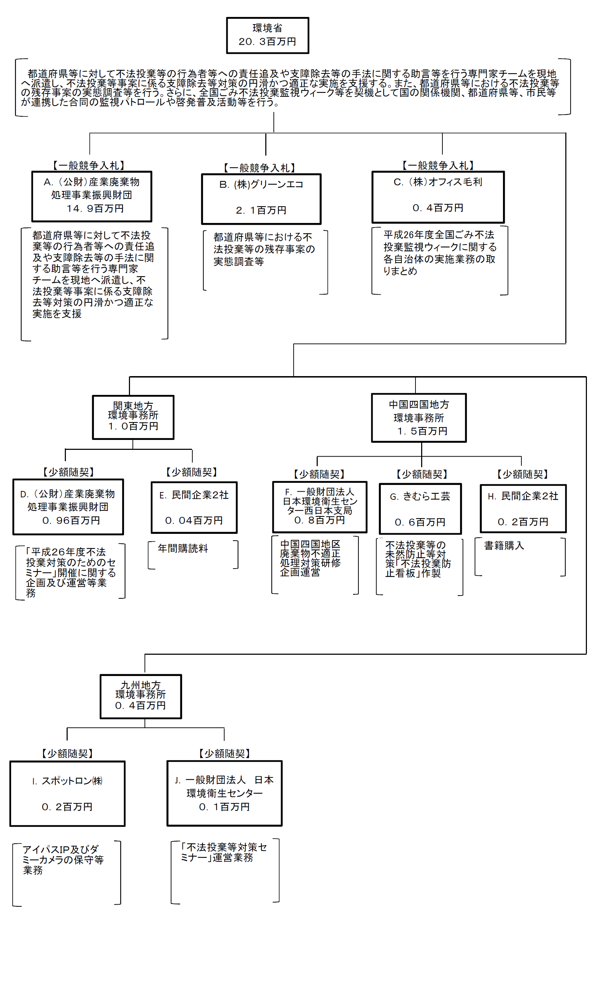 環境省
20．3百万円
都道府県等に対して不法投棄等の行為者等への責任追及や支障除去等の手法に関する助言等を行う専門家チームを現地
へ派遣し、不法投棄等事案に係る支障除去等対策の円滑かつ適正な実施を支援する。また、都道府県等における不法投棄等
の残存事案の実態調査等を行う。さらに、全国ごみ不法投棄監視ウィーク等を契機として国の関係機関、都道府県等、市民等
が連携した合同の監視パトロールや啓発普及活動等を行う。
【一般競争入札】
A．（公財）産業廃棄物
処理事業振興財団
14．9百万円
都道府県等に対して不法投
棄等の行為者等への責任追
及や支障除去等の手法に関
する助言等を行う専門家
チームを現地へ派遣し、不
法投棄等事案に係る支障除
去等対策の円滑かつ適正な
実施を支援
【一般競争入札】
B．(株)グリーンエコ
2．1百万円
都道府県等における不
法投棄等の残存事案の
実態調査等
【一般競争入札】
C．（株）オフィス毛利
0．4百万円
平成26年度全国ごみ不法
投棄監視ウィークに関する
各自治体の実施業務の取
りまとめ
関東地方
環境事務所
1．0百万円
中国四国地方
環境事務所
1．5百万円
【少額随契】
D．（公財）産業廃棄物
処理事業振興財団
0．96百万円
「平成26年度不法
投棄対策のためのセ
ミナー」開催に関する
企画及び運営等業
務
【少額随契】
E．民間企業2社
0．04百万円
年間購読料
【少額随契】
F．一般財団法人
日本環境衛生セン
ター西日本支局
0．8百万円
中国四国地区
廃棄物不適正
処理対策研修
企画運営
【少額随契】
G．きむら工芸
0．6百万円
不法投棄等の
未然防止等対
策「不法投棄防
止看板」作製
【少額随契】
H．民間企業2社
0．2百万円
書籍購入
九州地方
環境事務所
0．4百万円
【少額随契】
I．スポットロン㈱
0．2百万円
アイパスIP及びダ
ミーカメラの保守等
業務
【少額随契】
J．一般財団法人　日本
環境衛生センター
0．1百万円
「不法投棄等対策セ
ミナー」運営業務